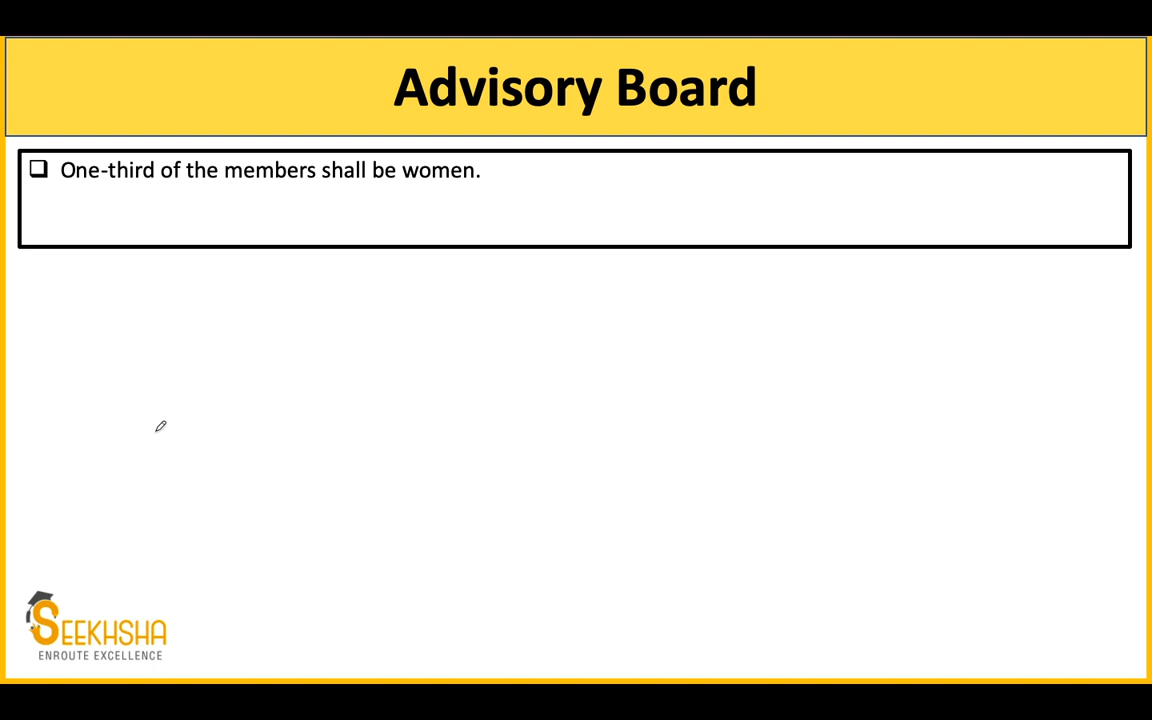 Advisory Board
One-third of the members shall be women.
SEEKHSHA
ENROUTE EXCELLENCE